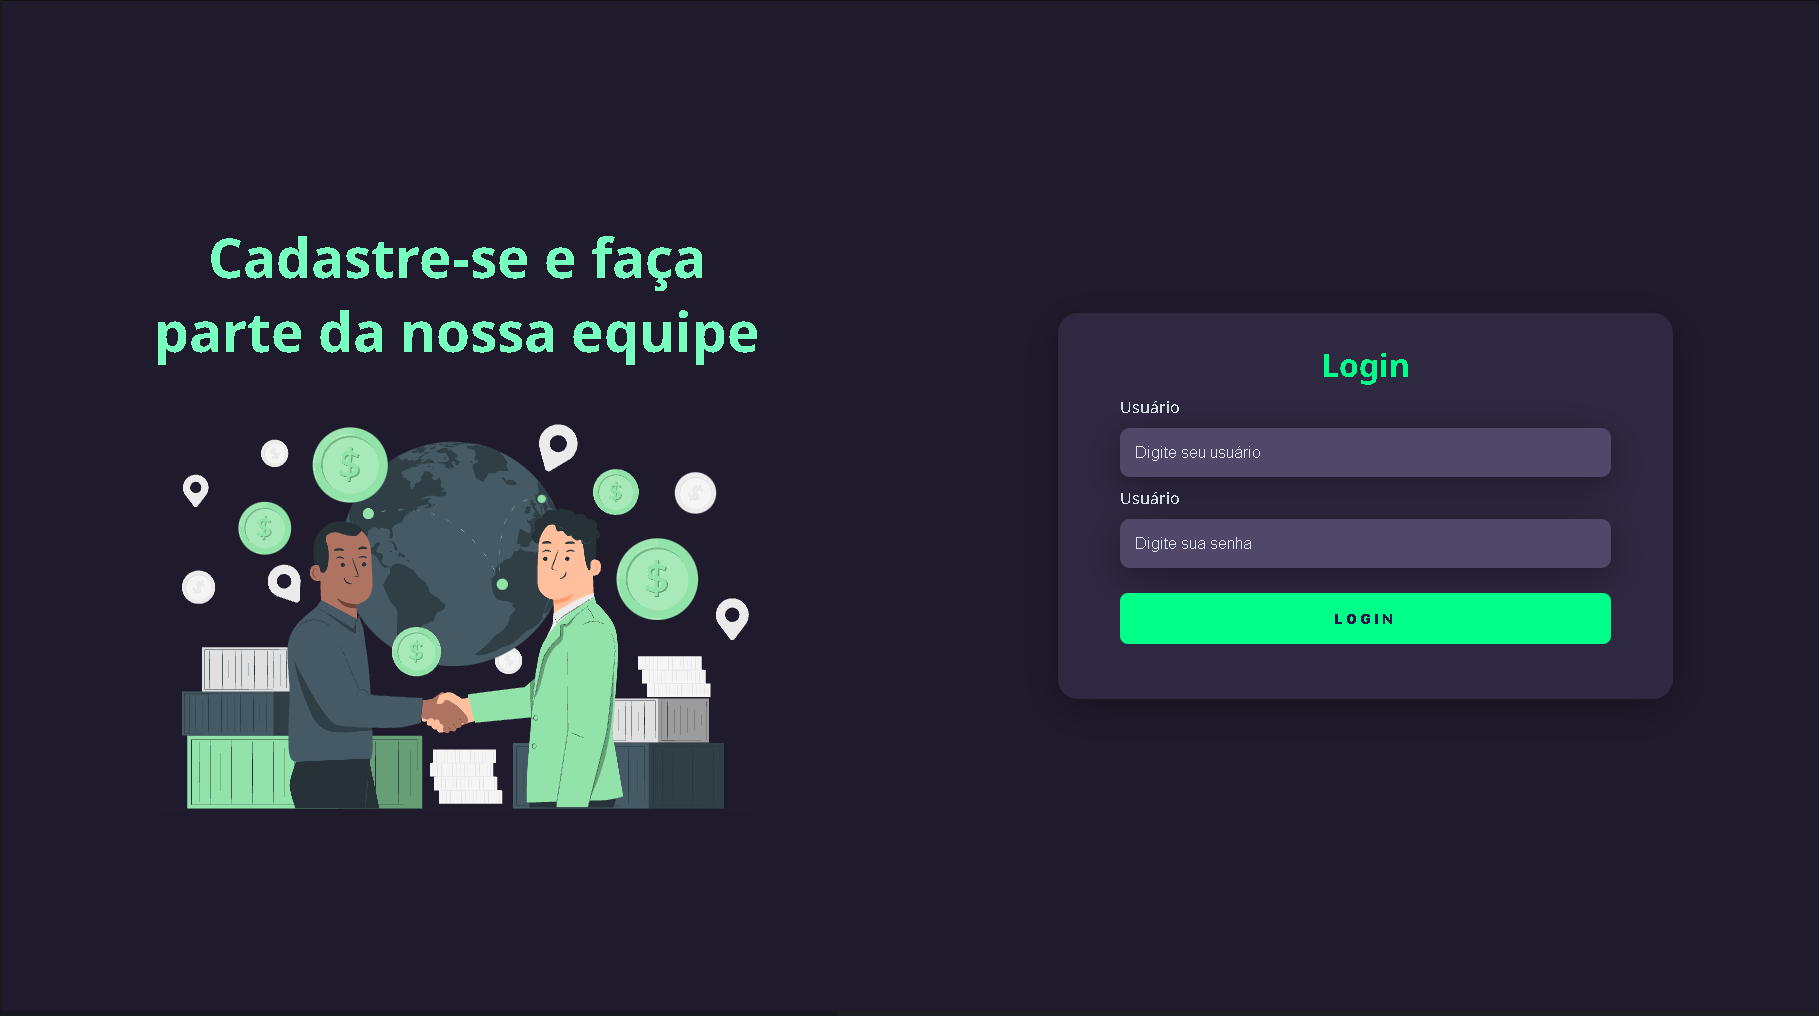 Cadastre-se e faça
parte da nossa equipe
Login
Usuário
Digite seu usuário
Usuário
Digite sua senha
LOGIN